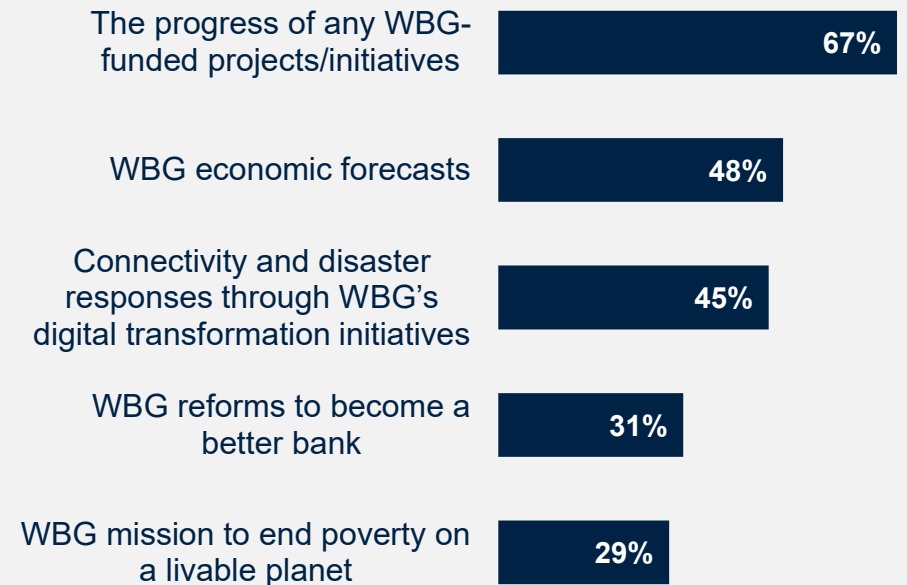 The progress of any WBG-
funded projects/initiatives
67%
WBG economic forecasts
48%
Connectivity and disaster
responses through WBG’s
digital transformation initiatives
45%
WBG reforms to become a
better bank
31%
WBG mission to end poverty on
a livable planet
29%